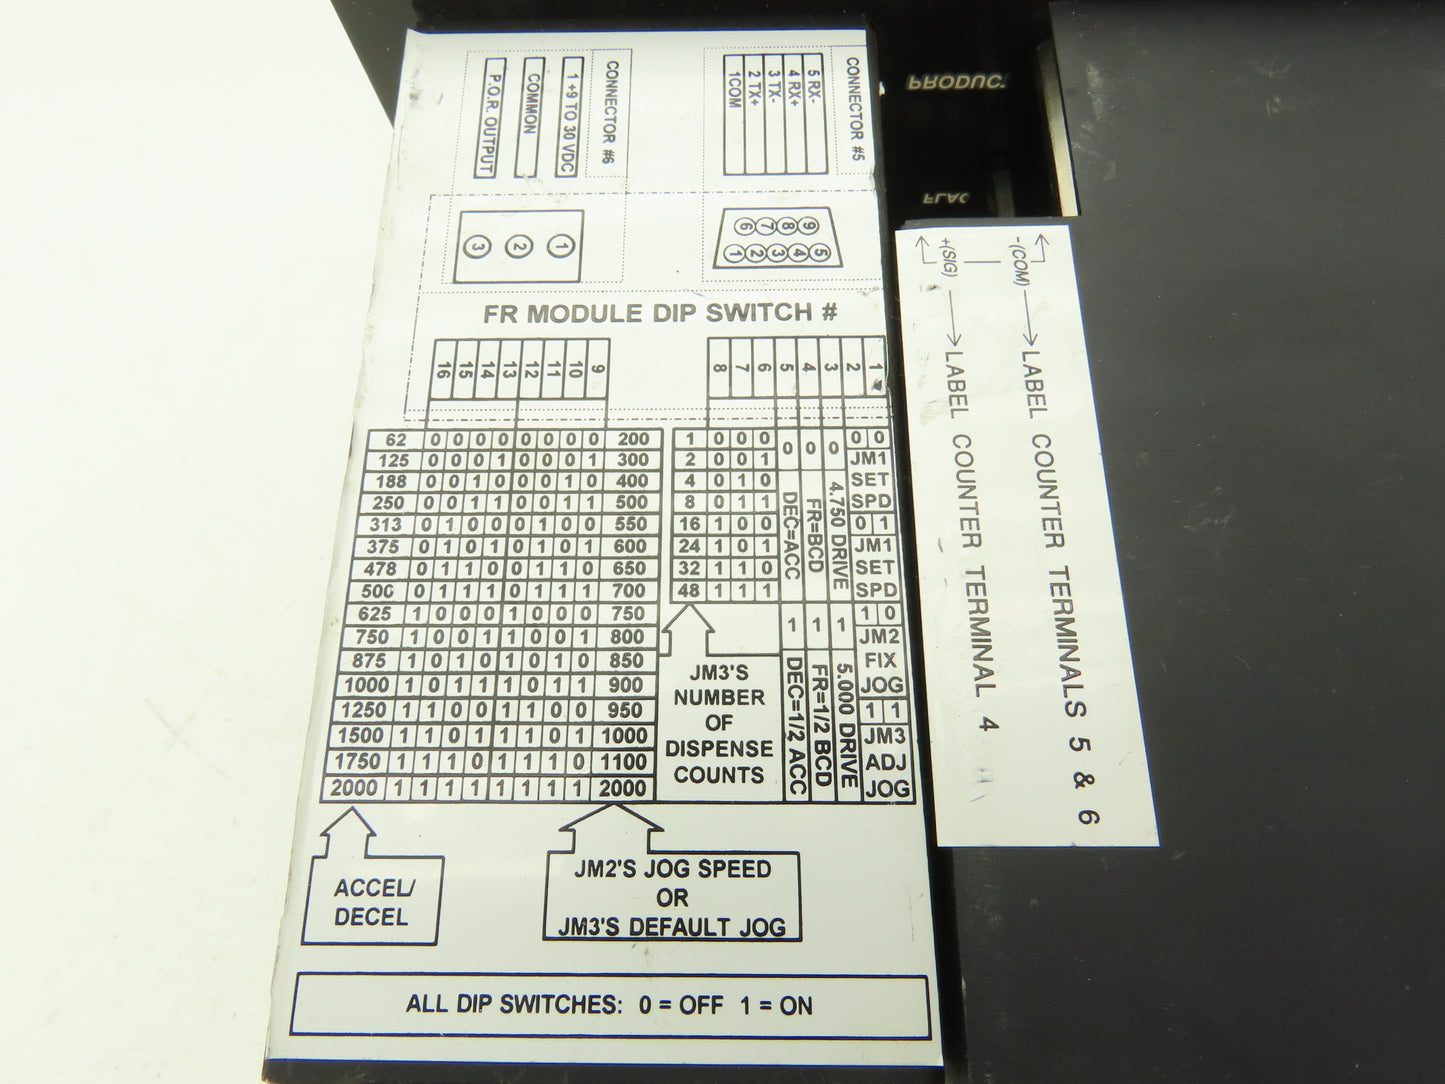 CONNECTOR #6
1 +9 TO 30 VDC
COMMON
P.O.R. OUTPUT
CONNECTOR #5
5 RX-
4 RX+
3 TX-
2 TX+
1COM
PRODUC
FLAG
3 2 1
6 7 8 9
1 2 3 4 5
FR MODULE DIP SWITCH #
16 15 14 13 12 11 10 9
8 7 6 5 4 3 2 1
62 0 0 0 0 0 0 0 0 200
125 0 0 0 1 0 0 0 1 300
188 0 0 1 0 0 0 1 0 400
250 0 0 1 1 0 0 1 1 500
313 0 1 0 0 0 1 0 0 550
375 0 1 0 1 0 1 0 1 600
478 0 1 1 0 0 1 1 0 650
500 0 1 1 1 0 1 1 1 700
625 1 0 0 0 1 0 0 0 750
750 1 0 0 1 1 0 0 1 800
875 1 0 1 0 1 0 1 0 850
1000 1 0 1 1 1 0 1 1 900
1250 1 1 0 0 1 1 0 0 950
1500 1 1 0 1 1 1 0 1 1000
1750 1 1 1 0 1 1 1 0 1100
2000 1 1 1 1 1 1 1 1 2000
1 0 0 0
2 0 0 1
4 0 1 0
8 0 1 1
16 1 0 0
24 1 0 1
32 1 1 0
48 1 1 1
JM3'S
NUMBER
OF
DISPENSE
COUNTS
0 DEC=ACC 1 DEC=1/2 ACC
0 FR=BCD 1 FR=1/2 BCD
0 4.750 DRIVE 1 5.000 DRIVE
0 0
JM1
SET
SPD
0 1
JM1
SET
SPD
1 0
JM2
FIX
JOG
1 1
JM3
ADJ
JOG
ACCEL/
DECEL
JM2'S JOG SPEED
OR
JM3'S DEFAULT JOG
ALL DIP SWITCHES: 0 = OFF 1 = ON
-(COM) LABEL COUNTER TERMINALS 5 & 6
+(SIG) LABEL COUNTER TERMINAL 4